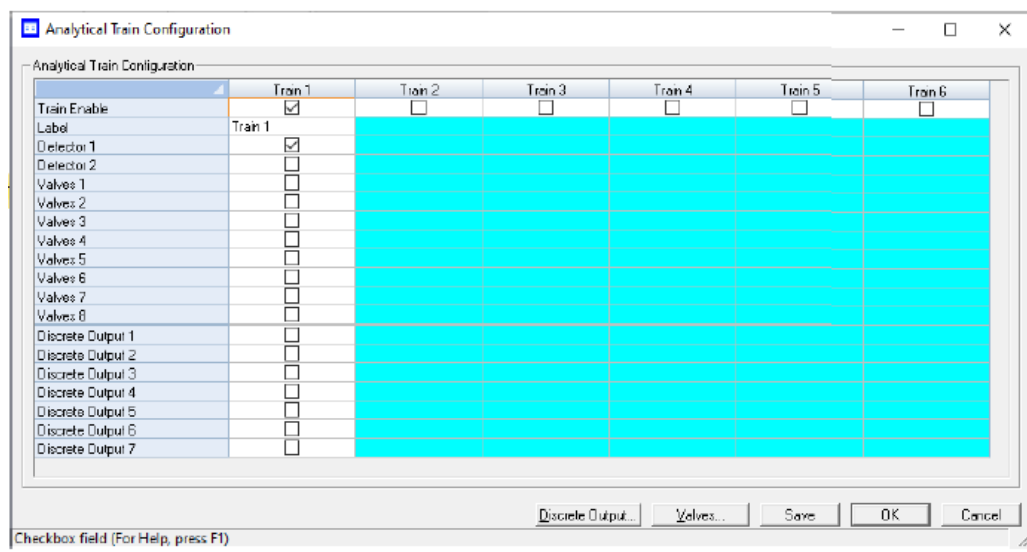 Analytical Train Configuration
Analytical Train Configuration
Train 1 Train 2 Train 3 Train 4 Train 5 Train 6
Train Enable
Label Train 1
Detector 1
Detector 2
Valves 1
Valves 2
Valves 3
Valves 4
Valves 5
Valves 6
Valves 7
Valves 8
Discrete Output 1
Discrete Output 2
Discrete Output 3
Discrete Output 4
Discrete Output 5
Discrete Output 6
Discrete Output 7
Discrete Output... Valves... Save OK Cancel
Checkbox field (For Help, press F1)